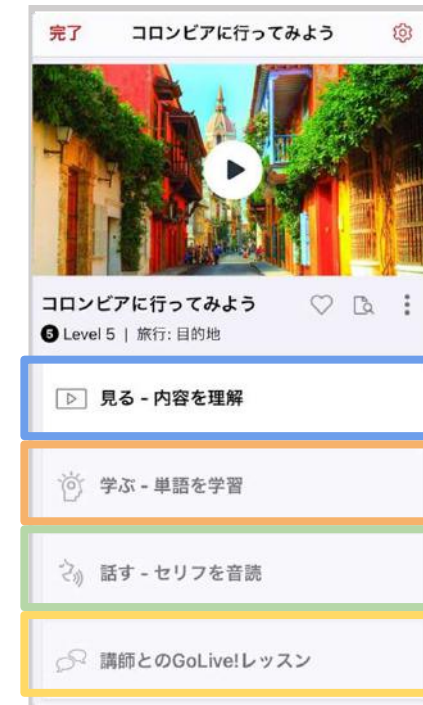 完了 コロンビアに行ってみよう
コロンビアに行ってみよう
5 Level 5 | 旅行: 目的地
見る - 内容を理解
学ぶ - 単語を学習
話す - セリフを音読
講師とのGoLive!レッスン